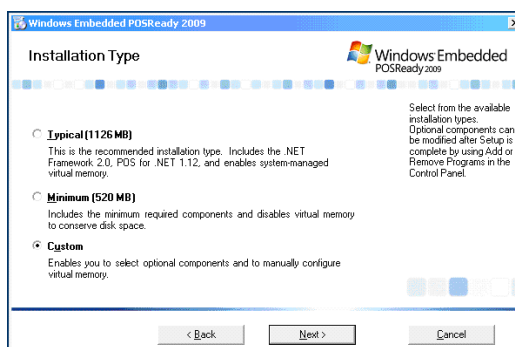 Windows Embedded POSReady 2009
Installation Type
Windows Embedded
POSReady 2009
Select from the available
installation types.
Optional components can
be modified after Setup is
complete by using Add or
Remove Programs in the
Control Panel.
Typical (1126 MB)
This is the recommended installation type. Includes the .NET
Framework 2.0, POS for .NET 1.12, and enables system-managed
virtual memory.
Minimum (520 MB)
Includes the minimum required components and disables virtual memory
to conserve disk space.
Custom
Enables you to select optional components and to manually configure
virtual memory.
< Back
Next >
Cancel